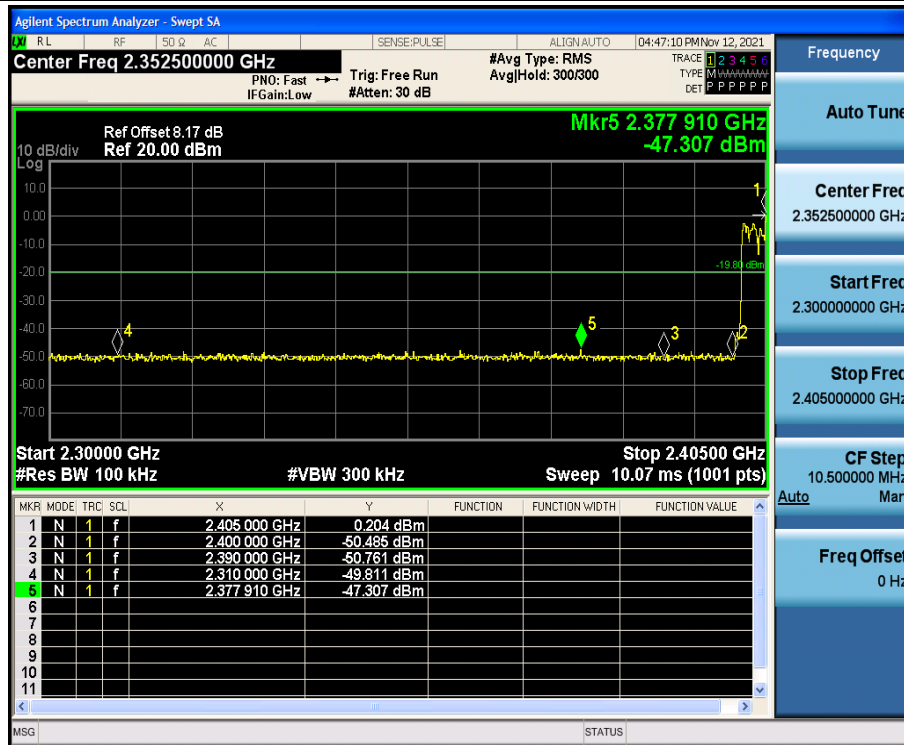 Agilent Spectrum Analyzer - Swept SA
LXI RL RF 50 Ω AC SENSE:PULSE ALIGN AUTO 04:47:10 PM Nov 12, 2021
Center Freq 2.352500000 GHz
PNO: Fast
IFGain:Low
Trig: Free Run
#Atten: 30 dB
#Avg Type: RMS
Avg|Hold: 300/300
TRACE 1 2 3 4 5 6
TYPE M
DET P P P P P P
Mkr5 2.377 910 GHz
-47.307 dBm
Ref Offset 8.17 dB
Ref 20.00 dBm
10 dB/div
Log
10.0
0.00
-10.0
-20.0
-30.0
-40.0
-50.0
-60.0
-70.0
1
-19.80 dBm
4
5
3
2
Start 2.30000 GHz Stop 2.40500 GHz
#Res BW 100 kHz #VBW 300 kHz Sweep 10.07 ms (1001 pts)
MKR MODE TRC SCL X Y FUNCTION FUNCTION WIDTH FUNCTION VALUE
1 N 1 f 2.405 000 GHz 0.204 dBm
2 N 1 f 2.400 000 GHz -50.485 dBm
3 N 1 f 2.390 000 GHz -50.761 dBm
4 N 1 f 2.310 000 GHz -49.811 dBm
5 N 1 f 2.377 910 GHz -47.307 dBm
6
7
8
9
10
11
MSG STATUS
Frequency
Auto Tune
Center Freq
2.352500000 GHz
Start Freq
2.300000000 GHz
Stop Freq
2.405000000 GHz
CF Step
10.500000 MHz
Auto Man
Freq Offset
0 Hz